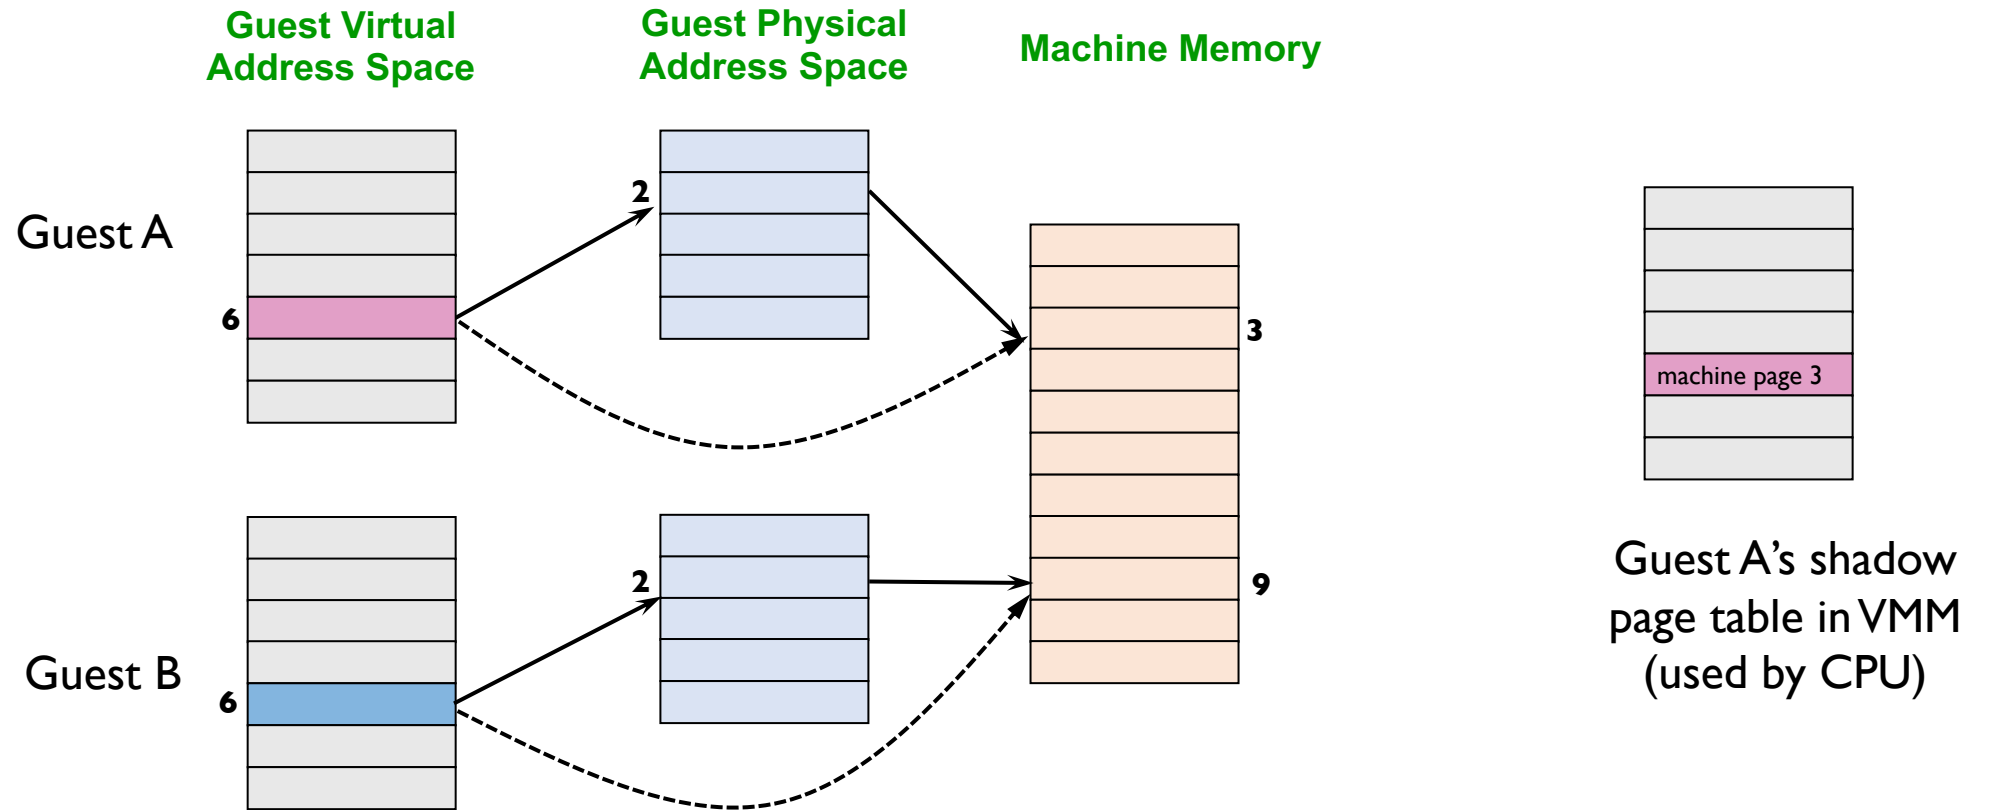 Guest Virtual
Address Space
Guest Physical
Address Space
Machine Memory
Guest A
2
6
3
machine page 3
Guest B
2
6
9
Guest A's shadow
page table in VMM
(used by CPU)